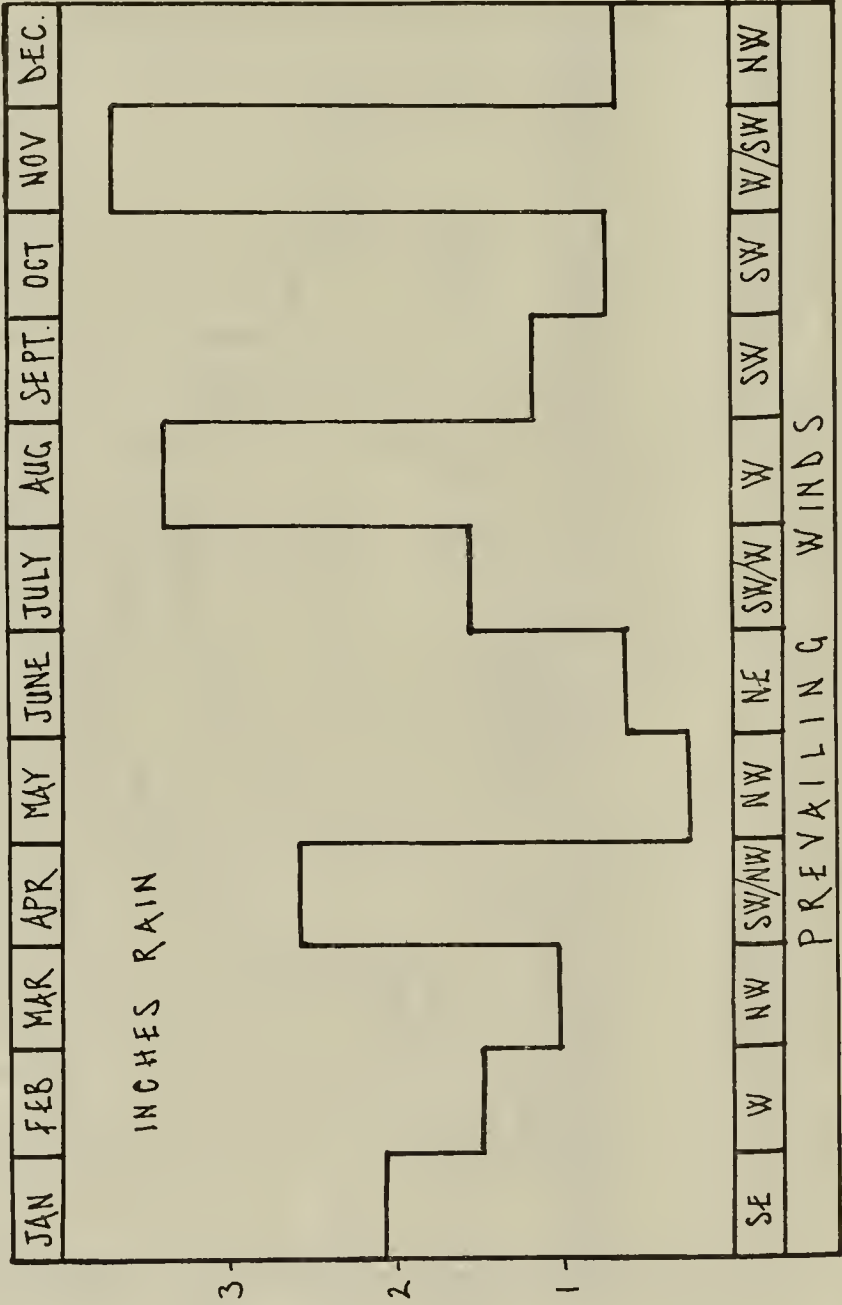 JAN FEB MAR APR MAY JUNE JULY AUG SEPT. OCT NOV DEC.
INCHES RAIN
3
2
1
SE W NW SW/NW NW NE SW/W W SW SW W/SW NW
PREVAILING WINDS